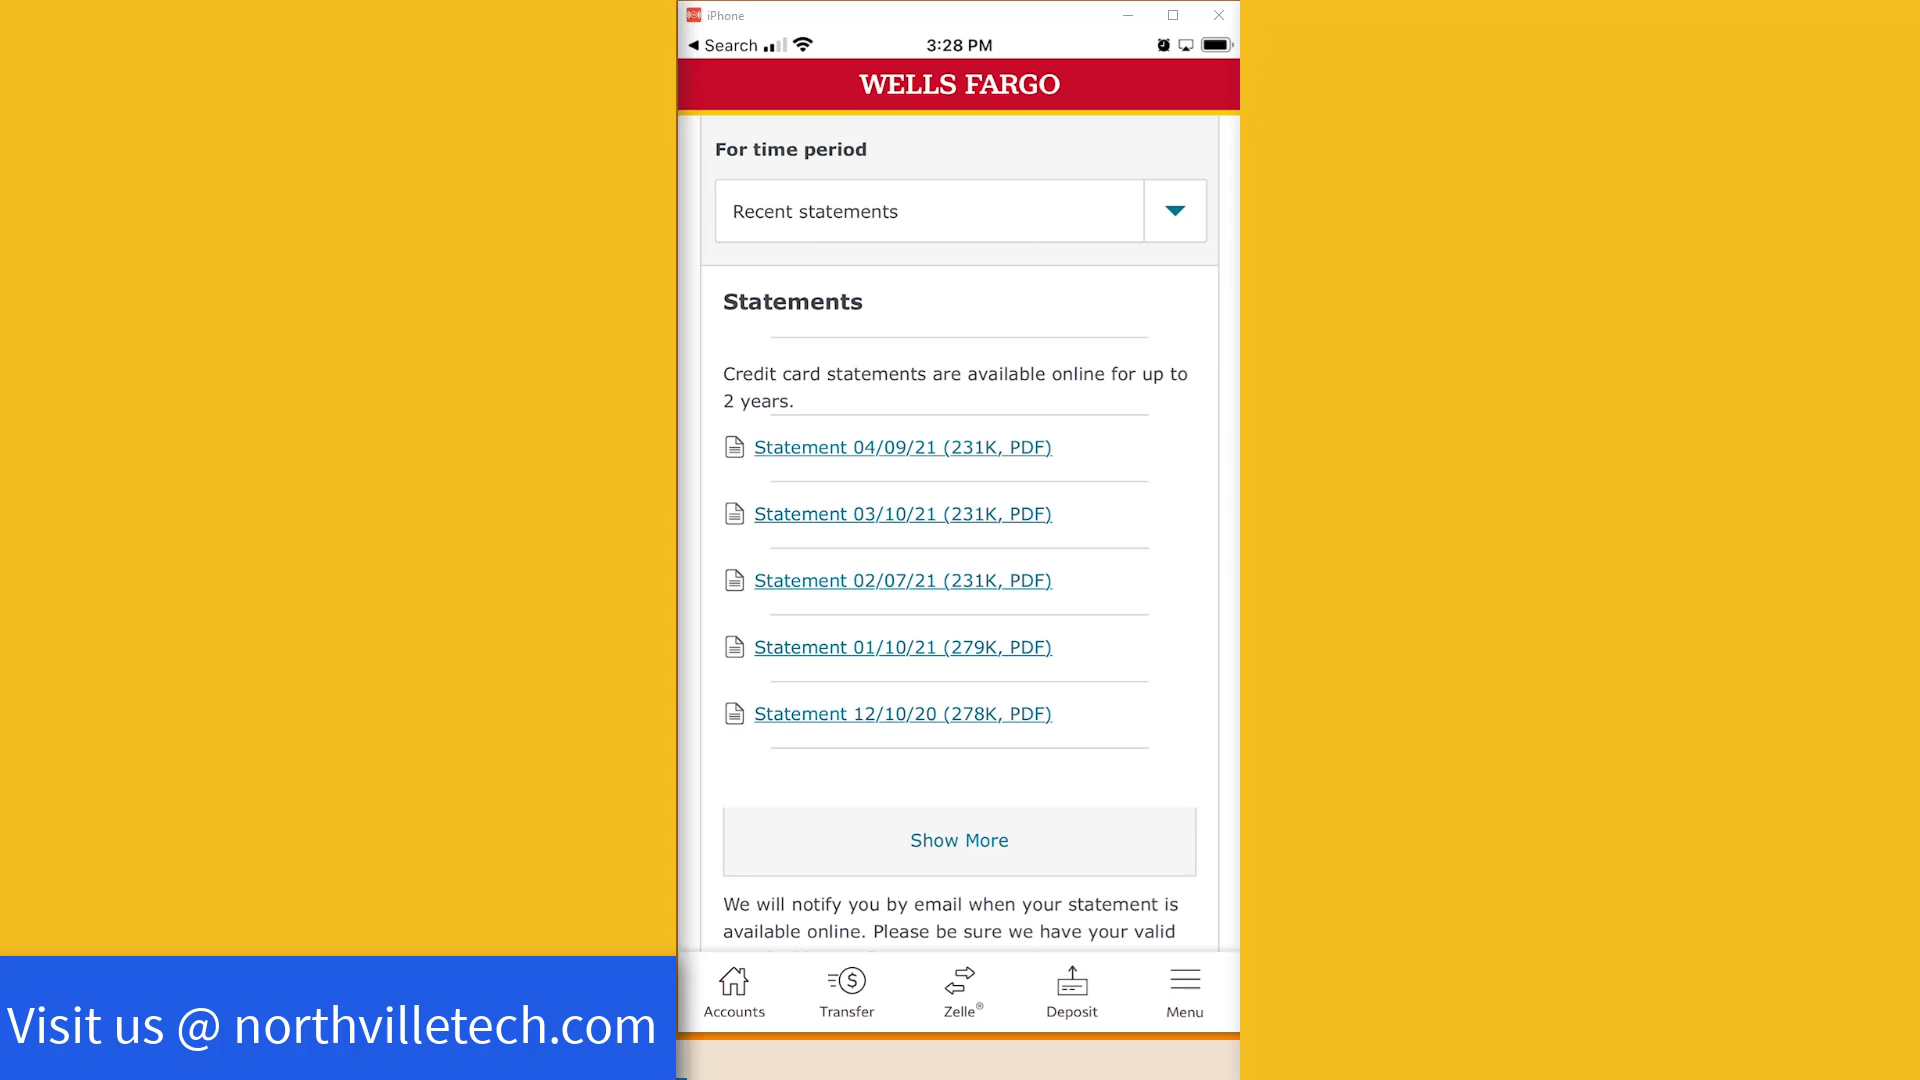 iPhone
Search
3:28 PM
WELLS FARGO
For time period
Recent statements
Statements
Credit card statements are available online for up to
2 years.
Statement 04/09/21 (231K, PDF)
Statement 03/10/21 (231K, PDF)
Statement 02/07/21 (231K, PDF)
Statement 01/10/21 (279K, PDF)
Statement 12/10/20 (278K, PDF)
Show More
We will notify you by email when your statement is
available online. Please be sure we have your valid
Accounts
Transfer
Zelle®
Deposit
Menu
Visit us @ northvilletech.com